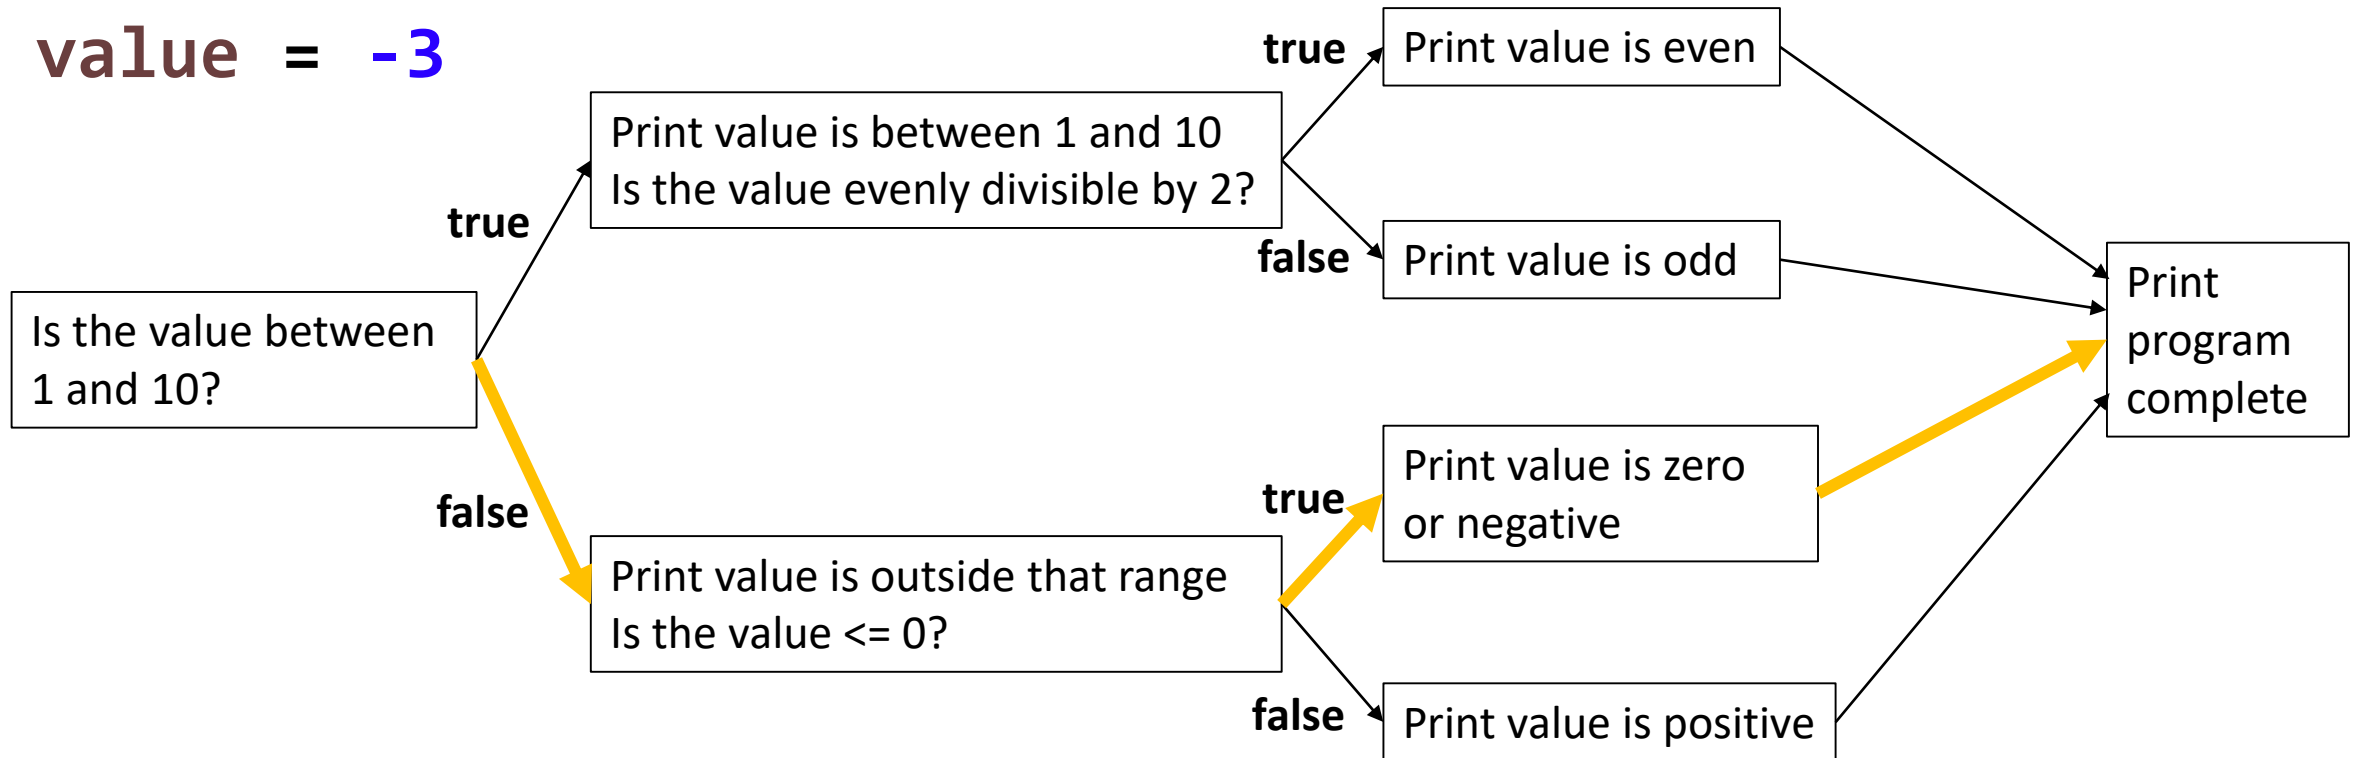 value = -3
Is the value between
1 and 10?
true
false
Print value is between 1 and 10
Is the value evenly divisible by 2?
Print value is outside that range
Is the value <= 0?
true
false
true
false
Print value is even
Print value is odd
Print value is zero
or negative
Print value is positive
Print
program
complete